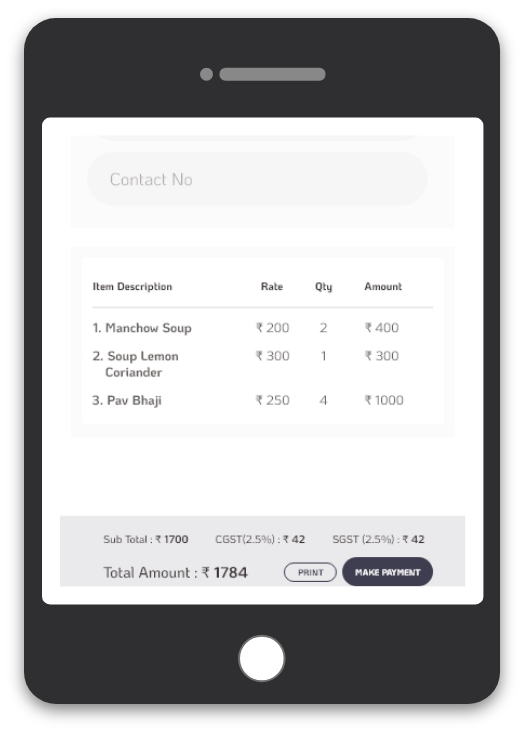 Contact No
Item Description Rate Qty Amount
1. Manchow Soup ₹ 200 2 ₹ 400
2. Soup Lemon ₹ 300 1 ₹ 300
Coriander
3. Pav Bhaji ₹ 250 4 ₹ 1000
Sub Total : ₹ 1700 CGST(2.5%) : ₹ 42 SGST (2.5%) : ₹ 42
Total Amount : ₹ 1784 PRINT MAKE PAYMENT